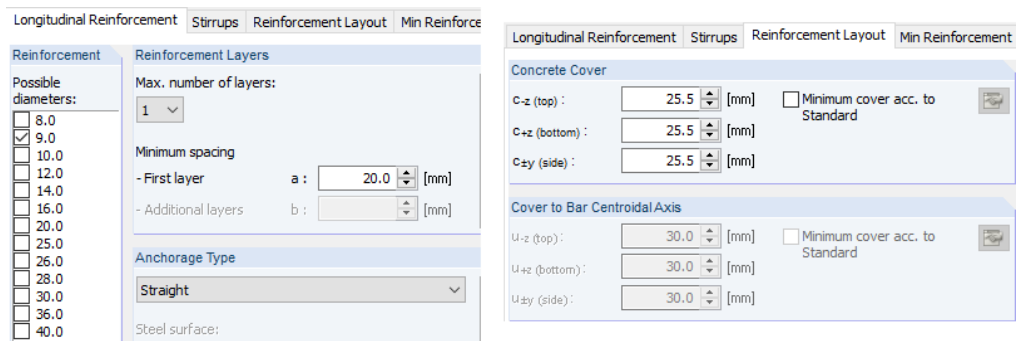 Longitudinal Reinforcement Stirrups Reinforcement Layout Min Reinforce
Reinforcement
Possible
diameters:
8.0
9.0
10.0
12.0
14.0
16.0
20.0
25.0
26.0
28.0
30.0
36.0
40.0
Reinforcement Layers
Max. number of layers:
1
Minimum spacing
- First layer a : 20.0 [mm]
- Additional layers b : [mm]
Anchorage Type
Straight
Steel surface:
Longitudinal Reinforcement Stirrups Reinforcement Layout Min Reinforcement
Concrete Cover
c-z (top) : 25.5 [mm]
c+z (bottom) : 25.5 [mm]
c±y (side) : 25.5 [mm]
Minimum cover acc. to
Standard
Cover to Bar Centroidal Axis
u-z (top) : 30.0 [mm]
u+z (bottom) : 30.0 [mm]
u±y (side) : 30.0 [mm]
Minimum cover acc. to
Standard